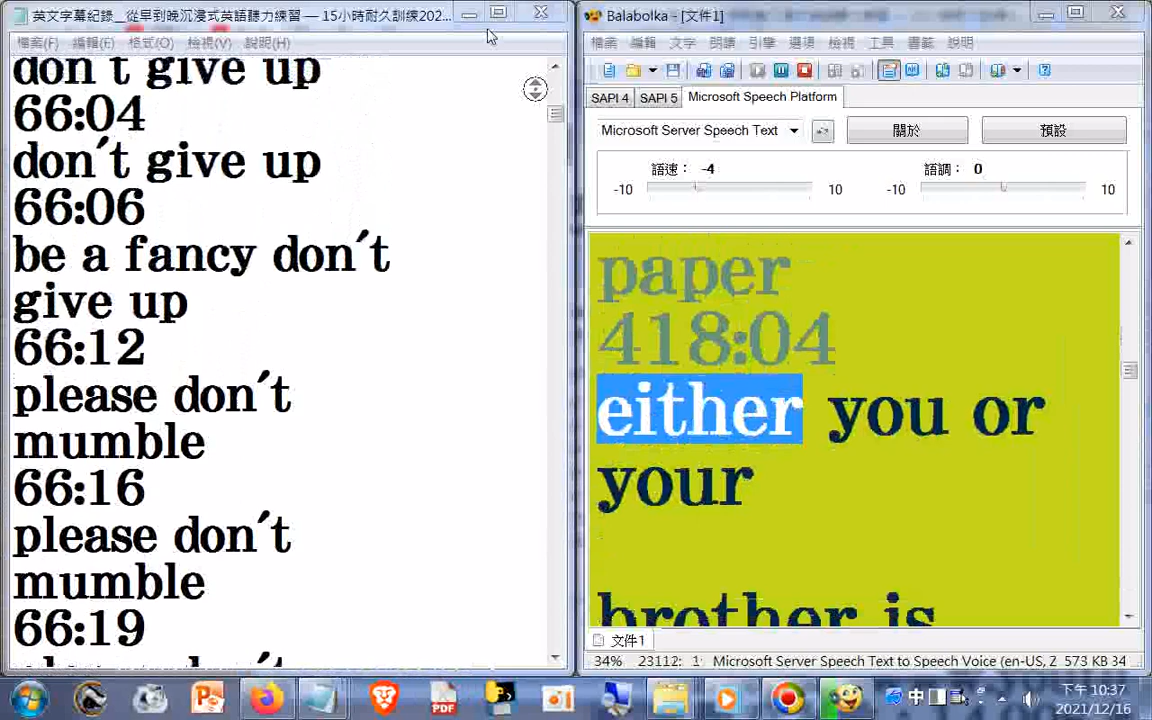 英文字幕紀錄__從早到晚沉浸式英語聽力練習 — 15小時耐久訓練202...
檔案(F) 編輯(E) 格式(O) 檢視(V) 說明(H)
don't give up
66:04
don't give up
66:06
be a fancy don't
give up
66:12
please don't
mumble
66:16
please don't
mumble
66:19
Balabolka - [文件1]
檔案 編輯 文字 朗讀 引擎 選項 檢視 工具 書籤 說明
SAPI 4 SAPI 5 Microsoft Speech Platform
Microsoft Server Speech Text 關於 預設
語速： -4 語調： 0
-10 10 -10 10
paper
418:04
either you or
your
brother is
文件1
34% 23112: 1: Microsoft Server Speech Text to Speech Voice (en-US, 2 573 KB 34
PDF
中
下午 10:37
2021/12/16